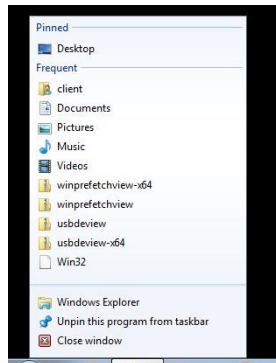 Pinned
Desktop
Frequent
client
Documents
Pictures
Music
Videos
winprefetchview-x64
winprefetchview
usbdeview
usbdeview-x64
Win32
Windows Explorer
Unpin this program from taskbar
Close window